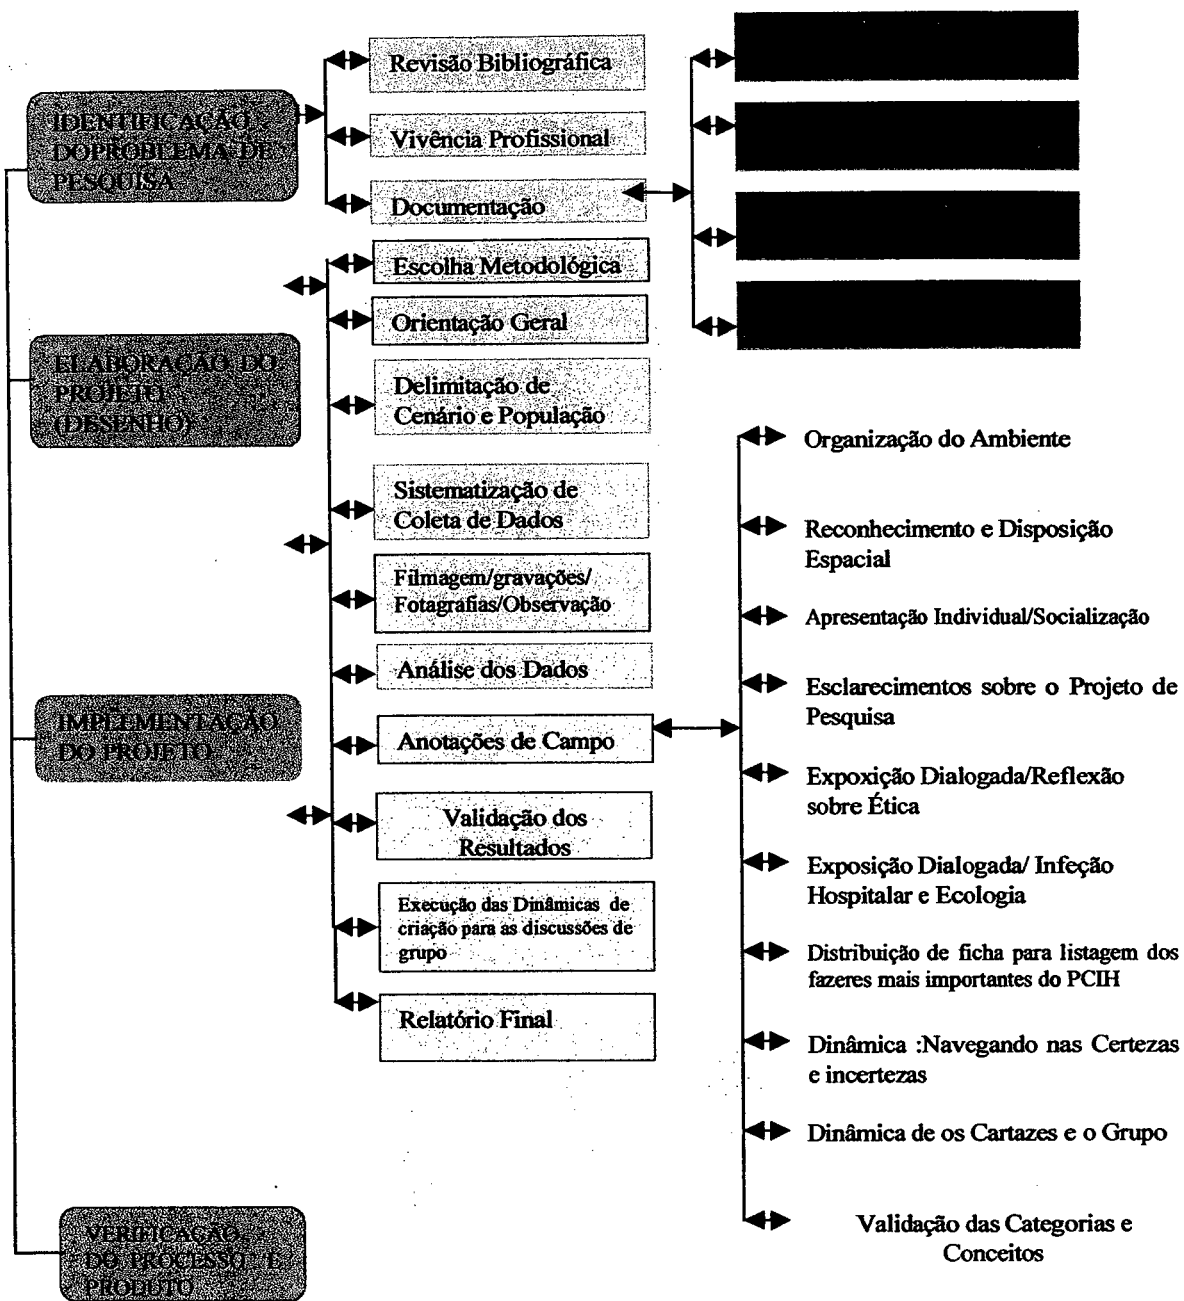 IDENTIFICAÇÃO
DOPROBLEMA DE
PESQUISA
Revisão Bibliográfica
Vivência Profissional
Documentação
ELABORAÇÃO DO
PROJETO
(DESENHO)
Escolha Metodológica
Orientação Geral
Delimitação de
Cenário e População
Sistematização de
Coleta de Dados
Filmagem/gravações/
Fotagrafias/Observação
Análise dos Dados
IMPLEMENTAÇÃO
DO PROJETO
Anotações de Campo
Validação dos
Resultados
Execução das Dinâmicas de
criação para as discussões de
grupo
Relatório Final
Organização do Ambiente
Reconhecimento e Disposição
Espacial
Apresentação Individual/Socialização
Esclarecimentos sobre o Projeto de
Pesquisa
Expoxição Dialogada/Reflexão
sobre Ética
Exposição Dialogada/ Infeção
Hospitalar e Ecologia
Distribuição de ficha para listagem dos
fazeres mais importantes do PCIH
Dinâmica :Navegando nas Certezas
e incertezas
Dinâmica de os Cartazes e o Grupo
Validação das Categorias e
Conceitos
VERIFICAÇÃO
DO PROCESSO E
PRODUTO